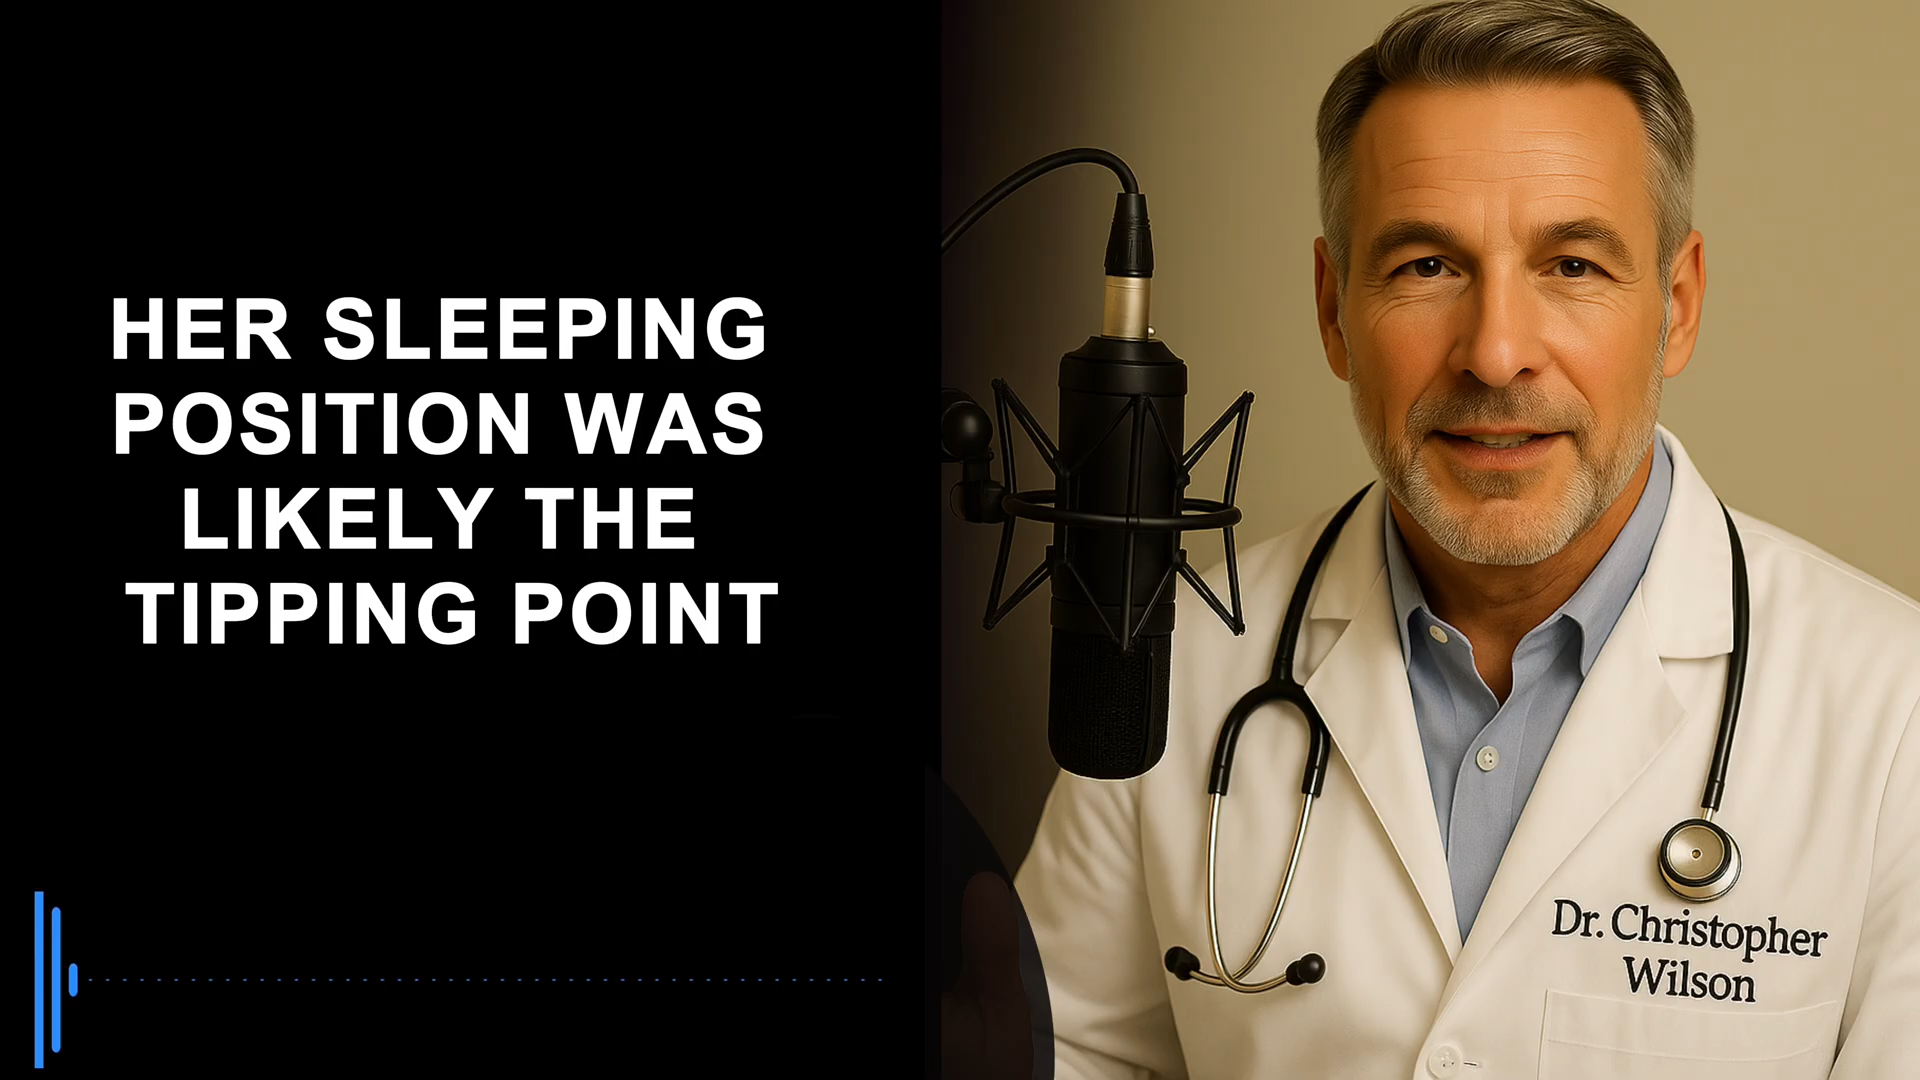 HER SLEEPING
POSITION WAS
LIKELY THE
TIPPING POINT
Dr. Christopher
Wilson